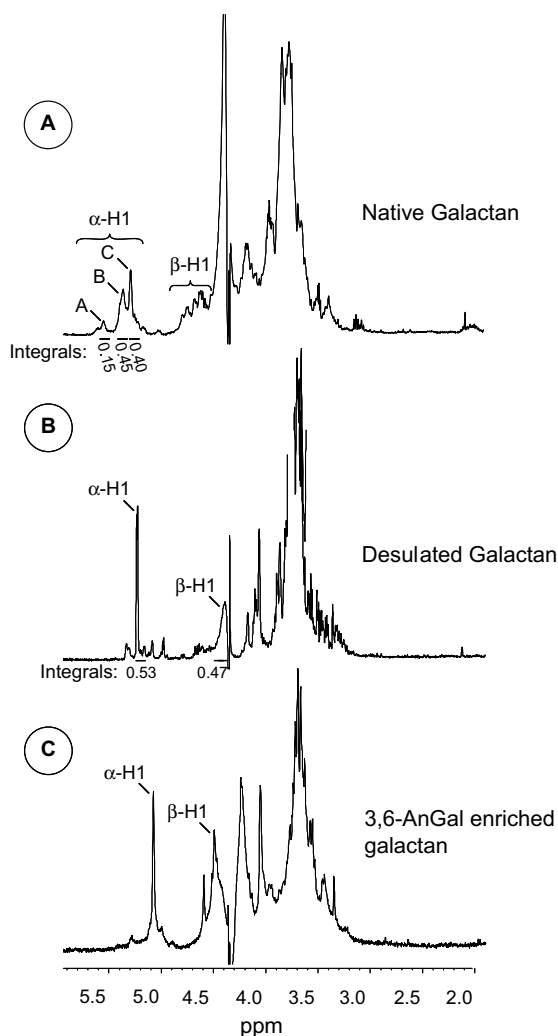 A
α-H1
C
B
A
β-H1
Native Galactan
Integrals: 0.15 0.45 0.40
B
α-H1
β-H1
Desulated Galactan
Integrals: 0.53 0.47
C
α-H1
β-H1
3,6-AnGal enriched
galactan
5.5 5.0 4.5 4.0 3.5 3.0 2.5 2.0
ppm